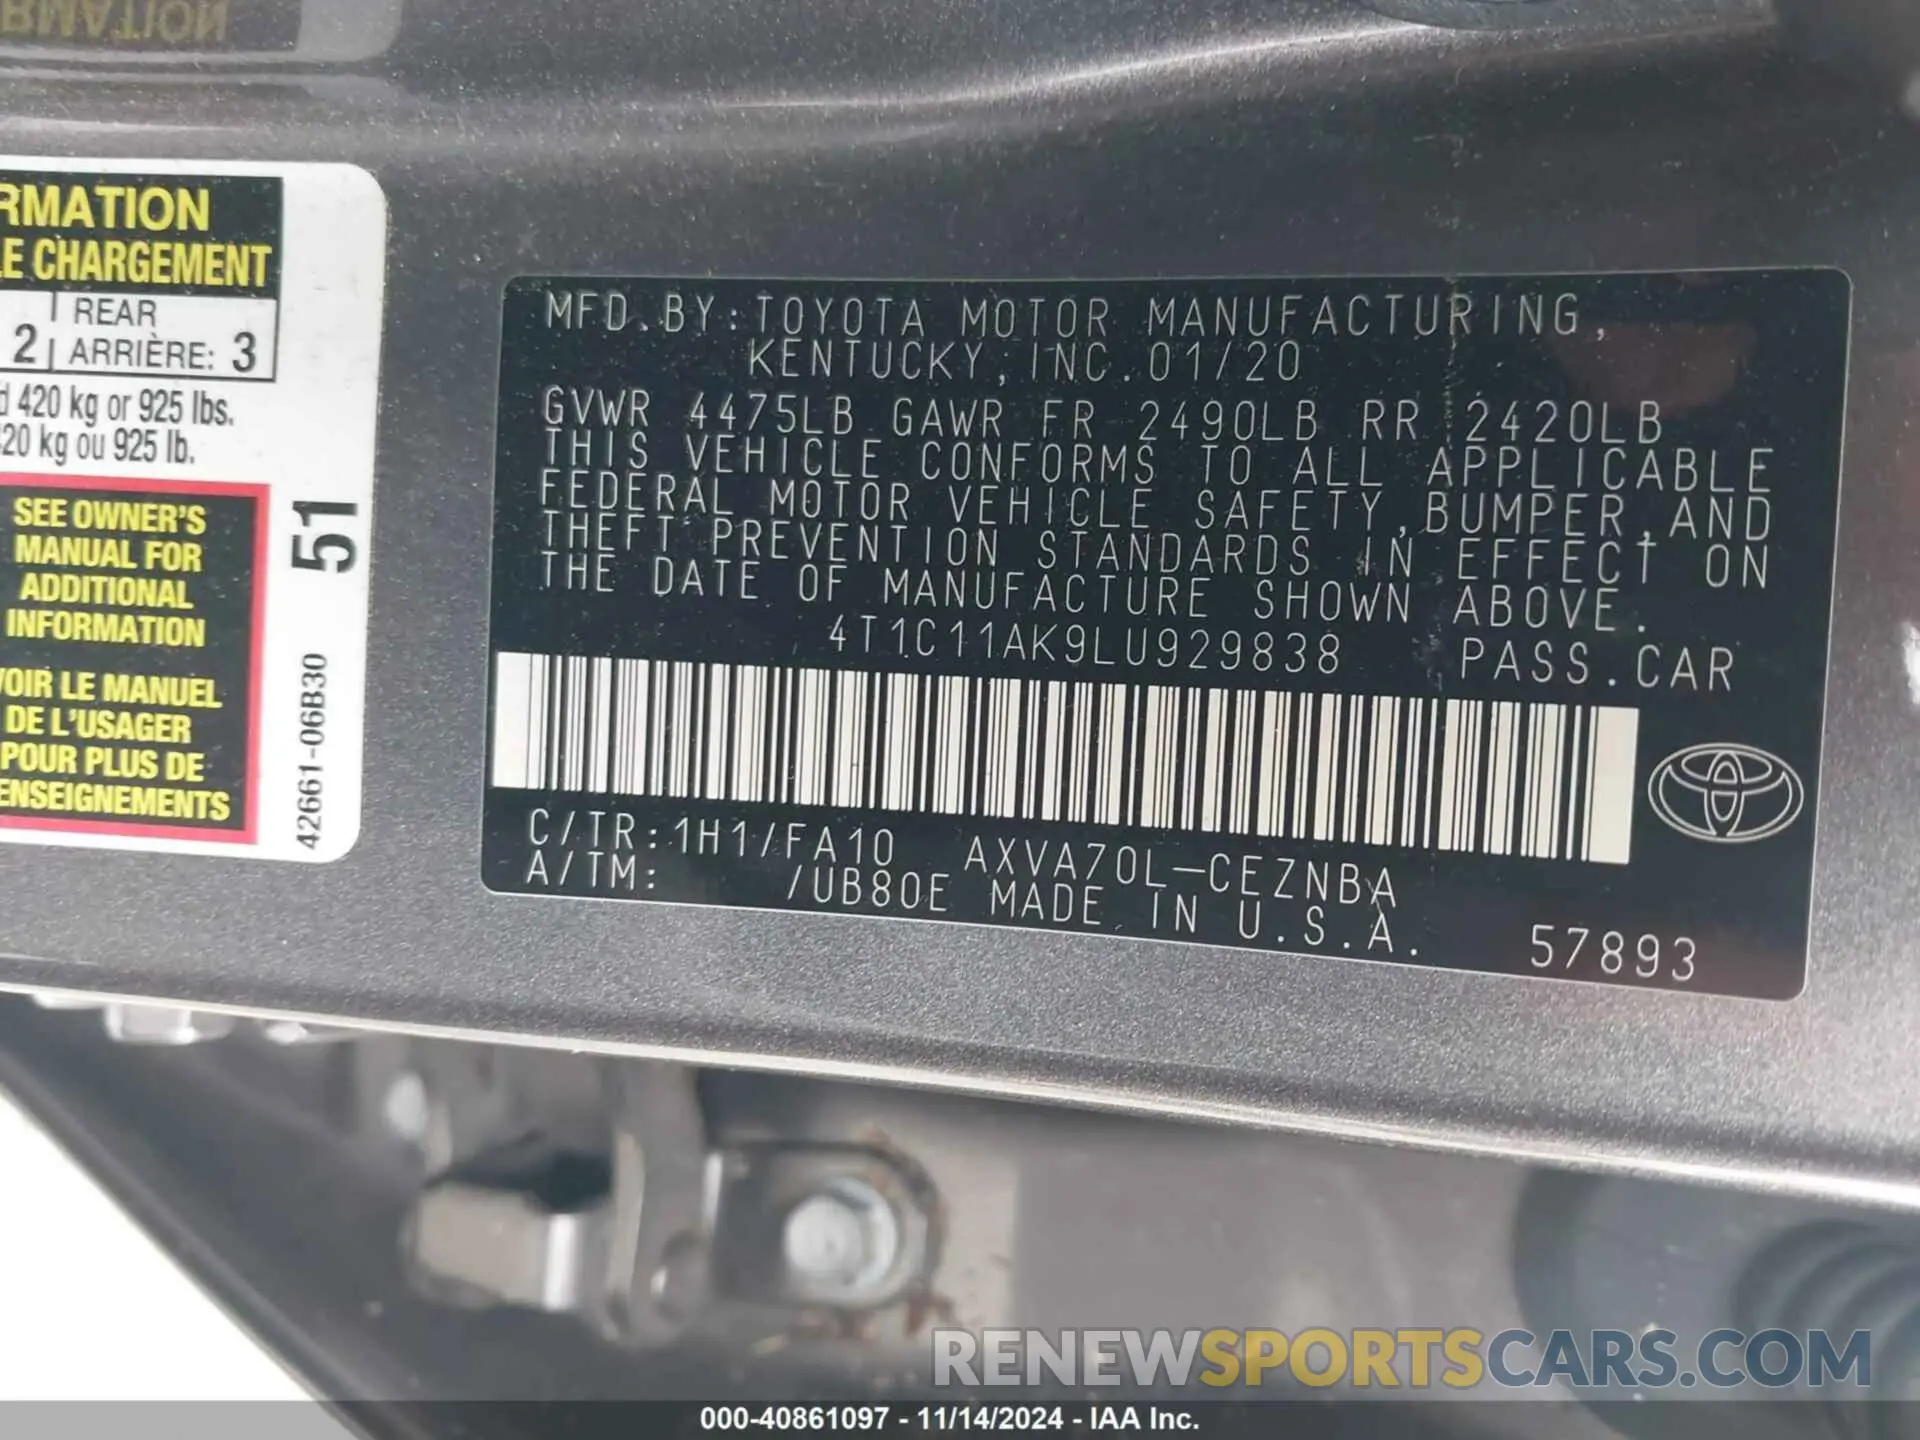 RMATION
LE CHARGEMENT
2 REAR
ARRIÈRE: 3
420 kg or 925 lbs.
20 kg ou 925 lb.
SEE OWNER'S
MANUAL FOR
ADDITIONAL
INFORMATION
VOIR LE MANUEL
DE L'USAGER
POUR PLUS DE
ENSEIGNEMENTS
51
42661-06B30
MFD.BY:TOYOTA MOTOR MANUFACTURING,
KENTUCKY,INC.01/20
GVWR 4475LB GAWR FR 2490LB RR 2420LB
THIS VEHICLE CONFORMS TO ALL APPLICABLE
FEDERAL MOTOR VEHICLE SAFETY,BUMPER,AND
THEFT PREVENTION STANDARDS IN EFFECT ON
THE DATE OF MANUFACTURE SHOWN ABOVE.
4T1C11AK9LU929838 PASS.CAR
C/TR:1H1/FA10 AXVA70L-CEZNBA
A/TM: /UB80E MADE IN U.S.A.
57893
RENEWSPORTSCARS.COM
000-40861097 - 11/14/2024 - IAA Inc.